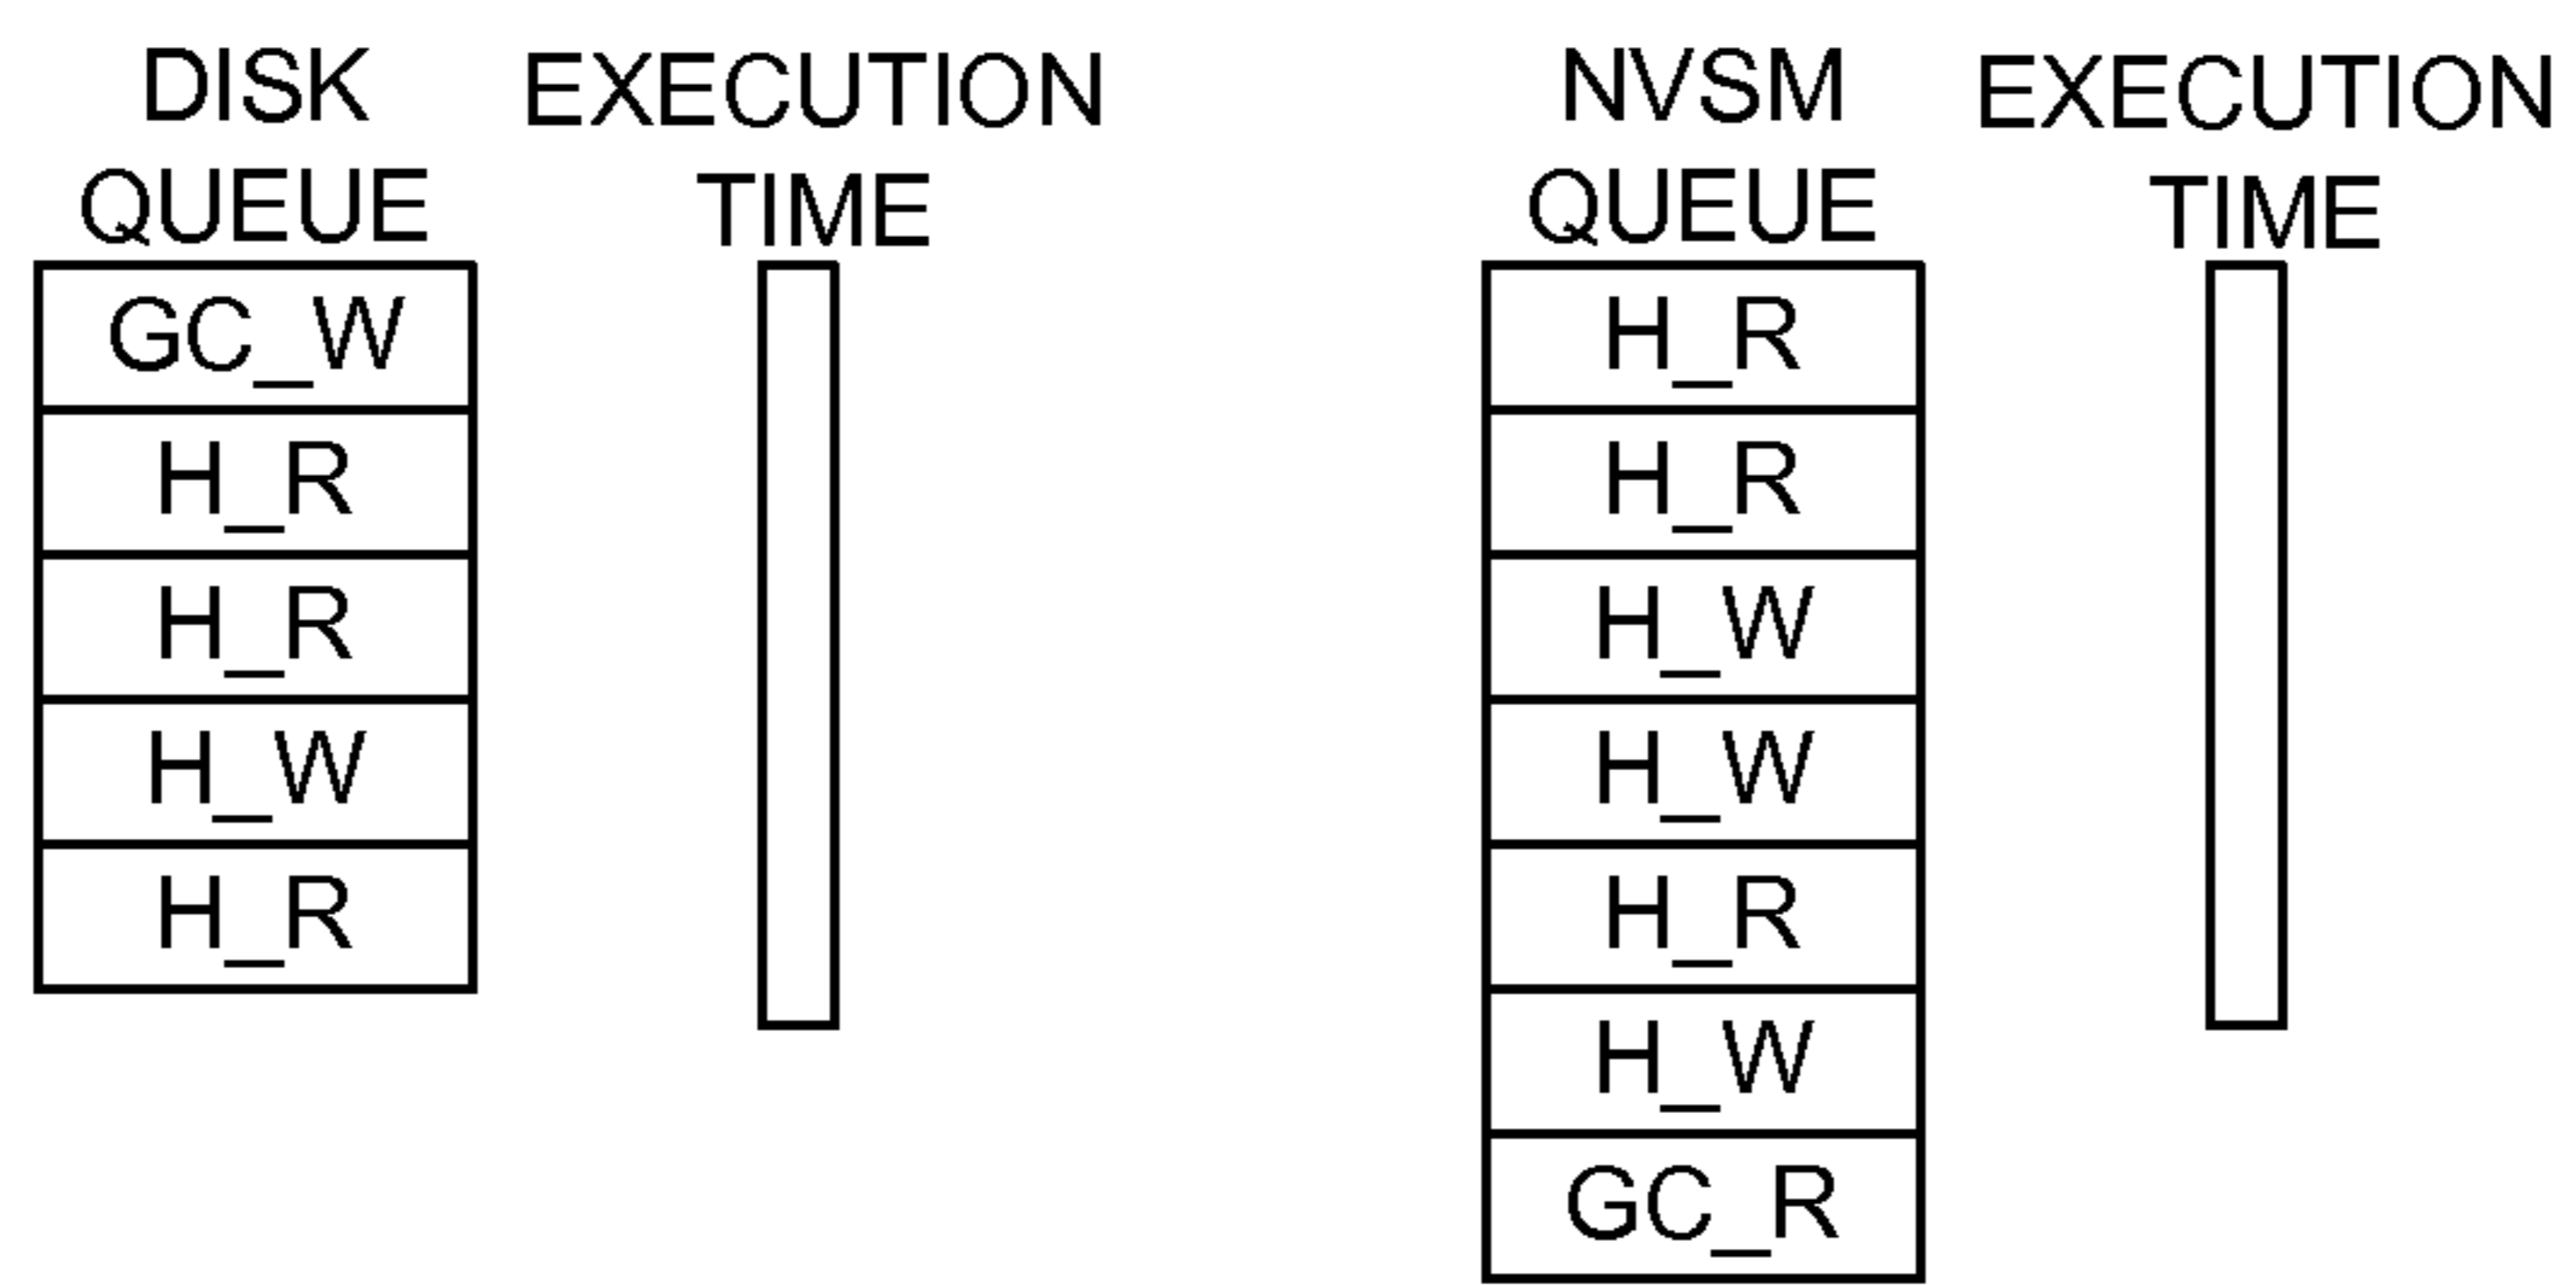 DISK
QUEUE
EXECUTION
TIME
GC_W
H_R
H_R
H_W
H_R
NVSM
QUEUE
EXECUTION
TIME
H_R
H_R
H_W
H_W
H_R
H_W
GC_R